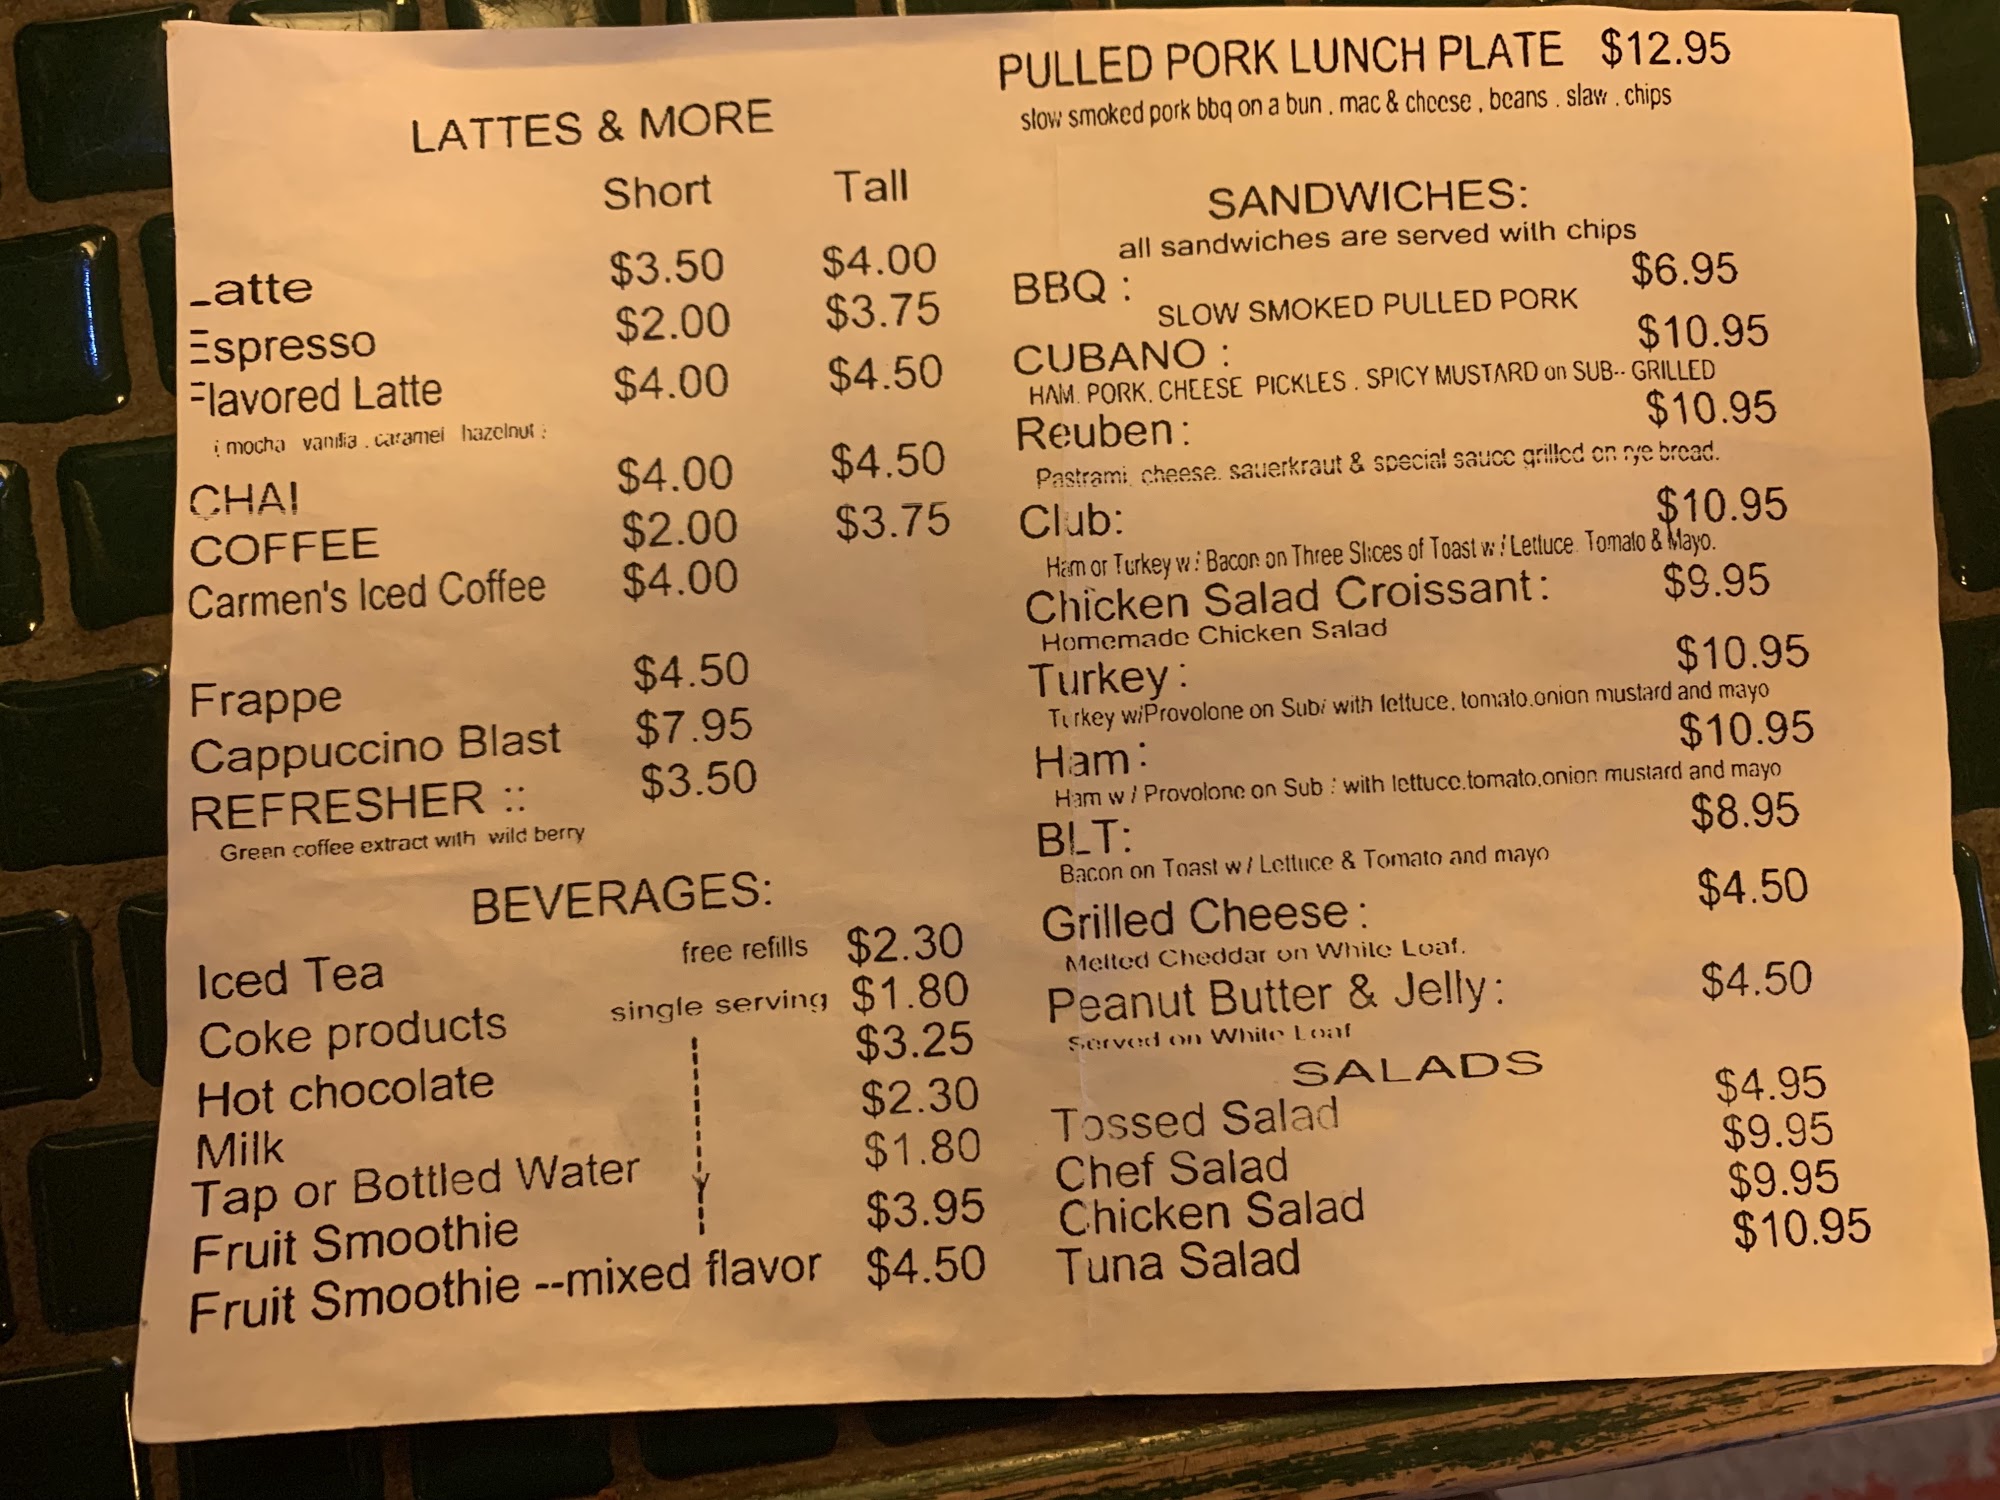 LATTES & MORE
Short Tall
Latte $3.50 $4.00
Espresso $2.00 $3.75
Flavored Latte $4.00 $4.50
( mocha vanilla . caramel hazelnut :
CHAI $4.00 $4.50
COFFEE $2.00 $3.75
Carmen's Iced Coffee $4.00
Frappe $4.50
Cappuccino Blast $7.95
REFRESHER :: $3.50
Green coffee extract with wild berry
BEVERAGES:
Iced Tea free refills $2.30
Coke products single serving $1.80
Hot chocolate $3.25
Milk $2.30
Tap or Bottled Water $1.80
Fruit Smoothie $3.95
Fruit Smoothie --mixed flavor $4.50
PULLED PORK LUNCH PLATE $12.95
slow smoked pork bbq on a bun , mac & cheese , beans . slaw . chips
SANDWICHES:
all sandwiches are served with chips
BBQ : $6.95
SLOW SMOKED PULLED PORK
CUBANO : $10.95
HAM. PORK. CHEESE PICKLES . SPICY MUSTARD on SUB-- GRILLED
Reuben: $10.95
Pastrami, cheese. sauerkraut & special sauce grilled on rye bread.
Club: $10.95
Ham or Turkey w / Bacon on Three Slices of Toast w / Lettuce. Tomato & Mayo.
Chicken Salad Croissant: $9.95
Homemade Chicken Salad
Turkey: $10.95
Turkey w/Provolone on Sub/ with lettuce, tomato.onion mustard and mayo
Ham: $10.95
Ham w / Provolone on Sub : with lettuce.tomato,onion mustard and mayo
BLT: $8.95
Bacon on Toast w / Lettuce & Tomato and mayo
Grilled Cheese: $4.50
Melted Cheddar on White Loaf.
Peanut Butter & Jelly: $4.50
Served on White Loaf
SALADS
Tossed Salad $4.95
Chef Salad $9.95
Chicken Salad $9.95
Tuna Salad $10.95